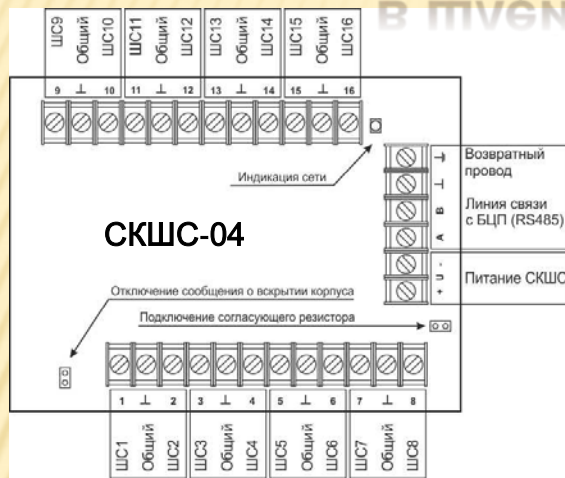 в
ШС9 Общий ШС10 ШС11 Общий ШС12 ШС13 Общий ШС14 ШС15 Общий ШС16
9 ⊥ 10 11 ⊥ 12 13 ⊥ 14 15 ⊥ 16
Индикация сети
Возвратный
провод
⊥
B
A
Линия связи
с БЦП (RS485)
- U +
Питание СКШС
СКШС-04
Отключение сообщения о вскрытии корпуса
Подключение согласующего резистора
1 ⊥ 2 3 ⊥ 4 5 ⊥ 6 7 ⊥ 8
ШС1 Общий ШС2 ШС3 Общий ШС4 ШС5 Общий ШС6 ШС7 Общий ШС8